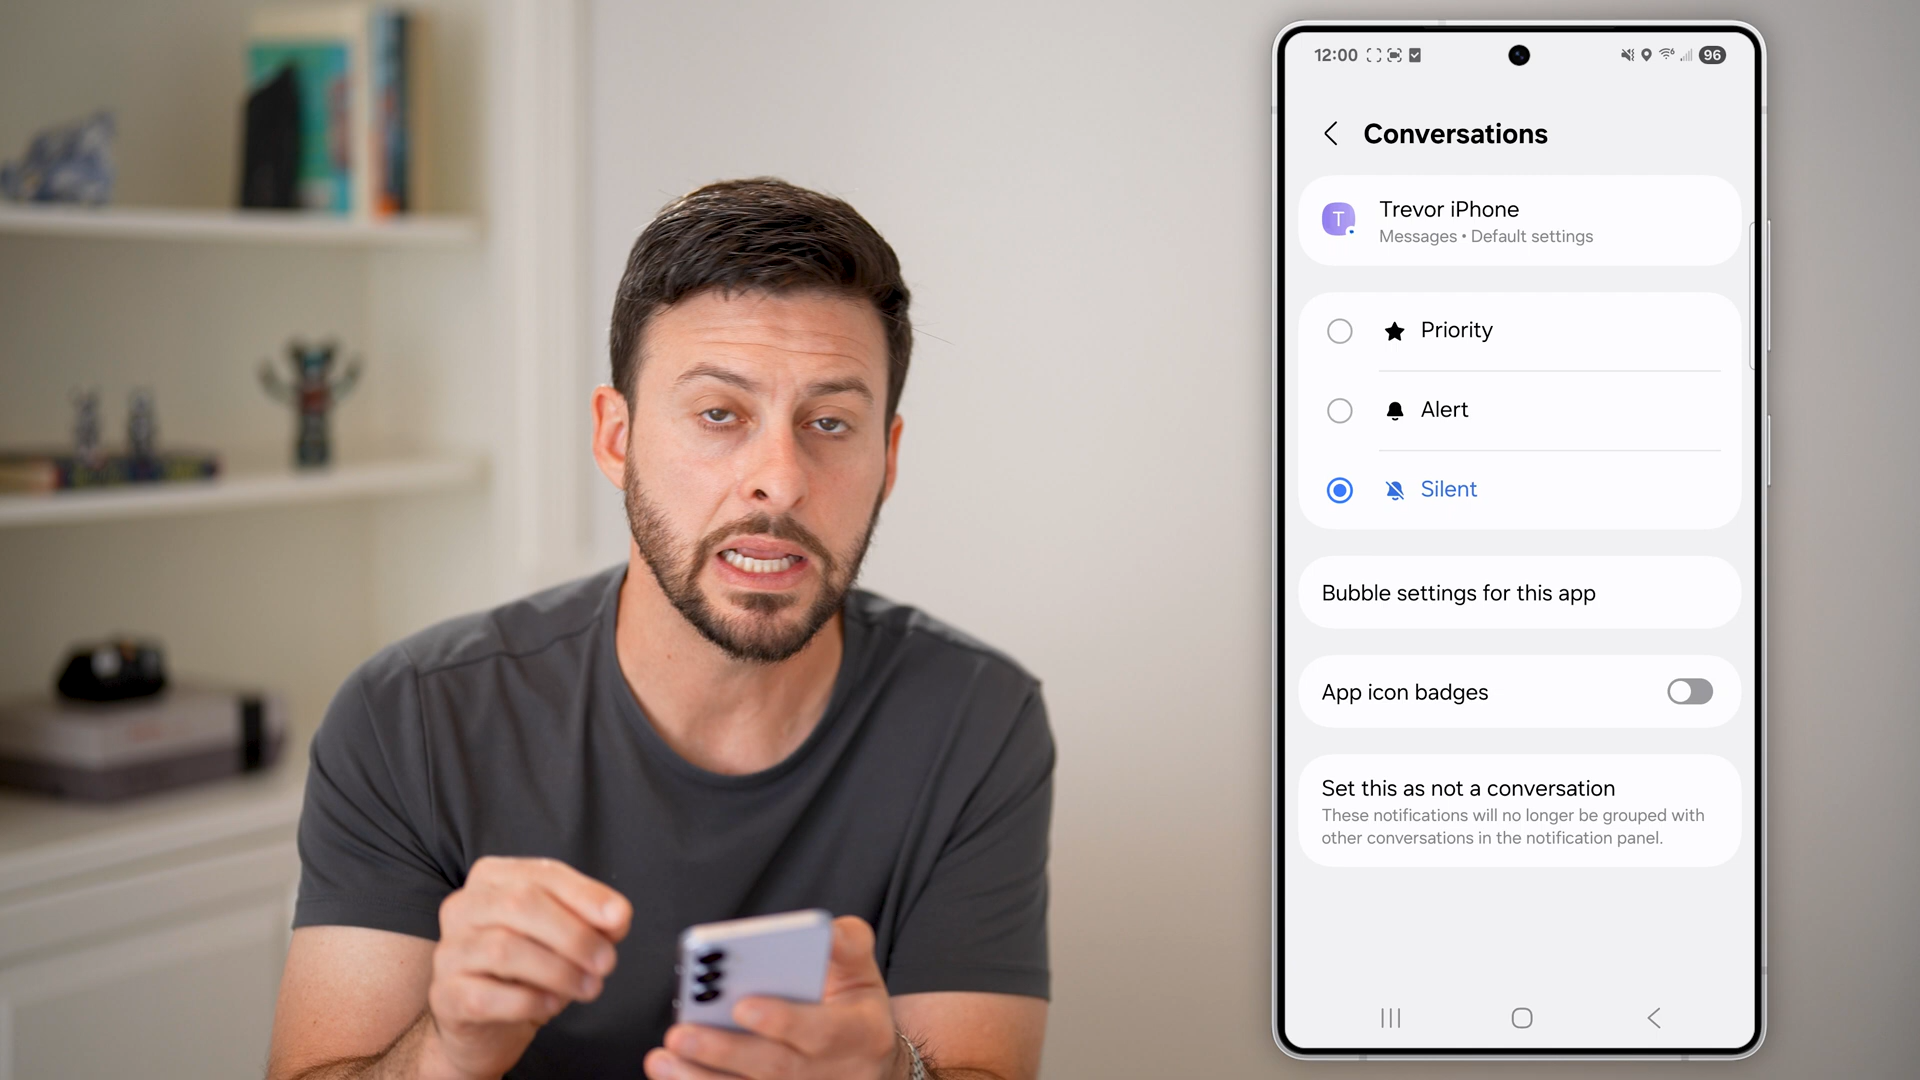 12:00
96
Conversations
T
Trevor iPhone
Messages • Default settings
Priority
Alert
Silent
Bubble settings for this app
App icon badges
Set this as not a conversation
These notifications will no longer be grouped with
other conversations in the notification panel.